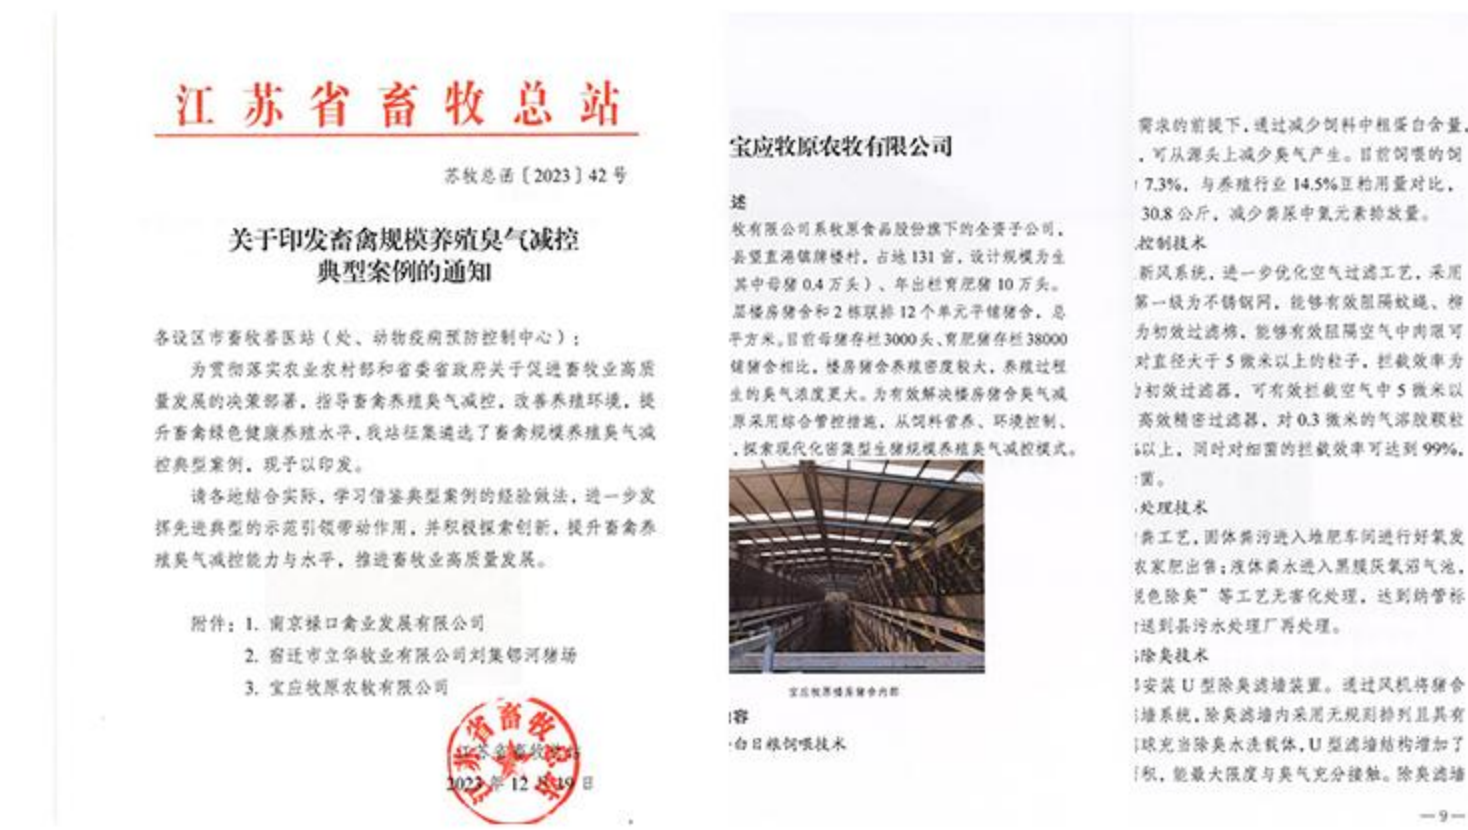 江苏省畜牧总站
苏牧总函〔2023〕42号
关于印发畜禽规模养殖臭气减控
典型案例的通知
各设区市畜牧兽医站（处、动物疫病预防控制中心）：
为贯彻落实农业农村部和省委省政府关于促进畜牧业高质
量发展的决策部署，指导畜禽养殖臭气减控，改善养殖环境，提
升畜禽绿色健康养殖水平，我站征集遴选了畜禽规模养殖臭气减
控典型案例，现予以印发。
请各地结合实际，学习借鉴典型案例的经验做法，进一步发
挥先进典型的示范引领带动作用，并积极探索创新，提升畜禽养
殖臭气减控能力与水平，推进畜牧业高质量发展。
附件：1. 南京禄口禽业发展有限公司
2. 宿迁市立华牧业有限公司刘集邬河猪场
3. 宝应牧原农牧有限公司
江苏省畜牧总站
2023年12月19日
江苏省畜牧总站
宝应牧原农牧有限公司
述
牧有限公司系牧原食品股份旗下的全资子公司，
县望直港镇牌楼村，占地131亩，设计规模为生
其中母猪0.4万头）、年出栏育肥猪10万头。
层楼房猪舍和2栋联排12个单元平铺猪舍，总
平方米。目前母猪存栏3000头、育肥猪存栏38000
铺猪舍相比，楼房猪舍养殖密度较大，养殖过程
生的臭气浓度更大。为有效解决楼房猪舍臭气减
原采用综合管控措施，从饲料营养、环境控制、
，探索现代化密集型生猪规模养殖臭气减控模式。
宝应牧原楼房猪舍内部
容
白日粮饲喂技术
需求的前提下，通过减少饲料中粗蛋白含量，
，可从源头上减少臭气产生。目前饲喂的饲
7.3%，与养殖行业14.5%豆粕用量对比，
30.8公斤，减少粪尿中氮元素排放量。
控制技术
新风系统，进一步优化空气过滤工艺，采用
第一级为不锈钢网，能够有效阻隔蚊蝇、柳
为初效过滤棉，能够有效阻隔空气中肉眼可
对直径大于5微米以上的粒子，拦截效率为
初效过滤器，可有效拦截空气中5微米以
高效精密过滤器，对0.3微米的气溶胶颗粒
以上，同时对细菌的拦截效率可达到99%，
菌。
处理技术
粪工艺，固体粪污进入堆肥车间进行好氧发
农家肥出售；液体粪水进入黑膜厌氧沼气池，
脱色除臭”等工艺无害化处理，达到纳管标
送到县污水处理厂再处理。
除臭技术
安装U型除臭滤墙装置。通过风机将猪舍
墙系统，除臭滤墙内采用无规则排列且具有
球充当除臭水洗载体，U型滤墙结构增加了
积，能最大限度与臭气充分接触。除臭滤墙
—9—